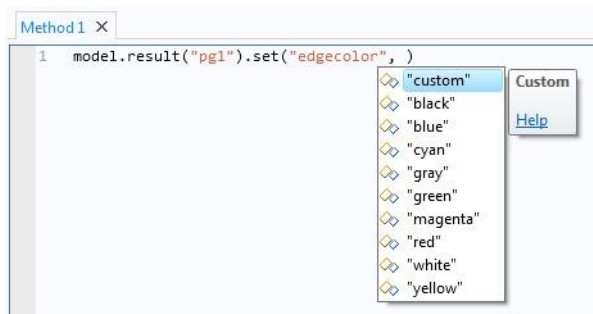 Method 1 ×
1 model.result("pg1").set("edgecolor", )
"custom"
Custom
"black"
"blue"
Help
"cyan"
"gray"
"green"
"magenta"
"red"
"white"
"yellow"